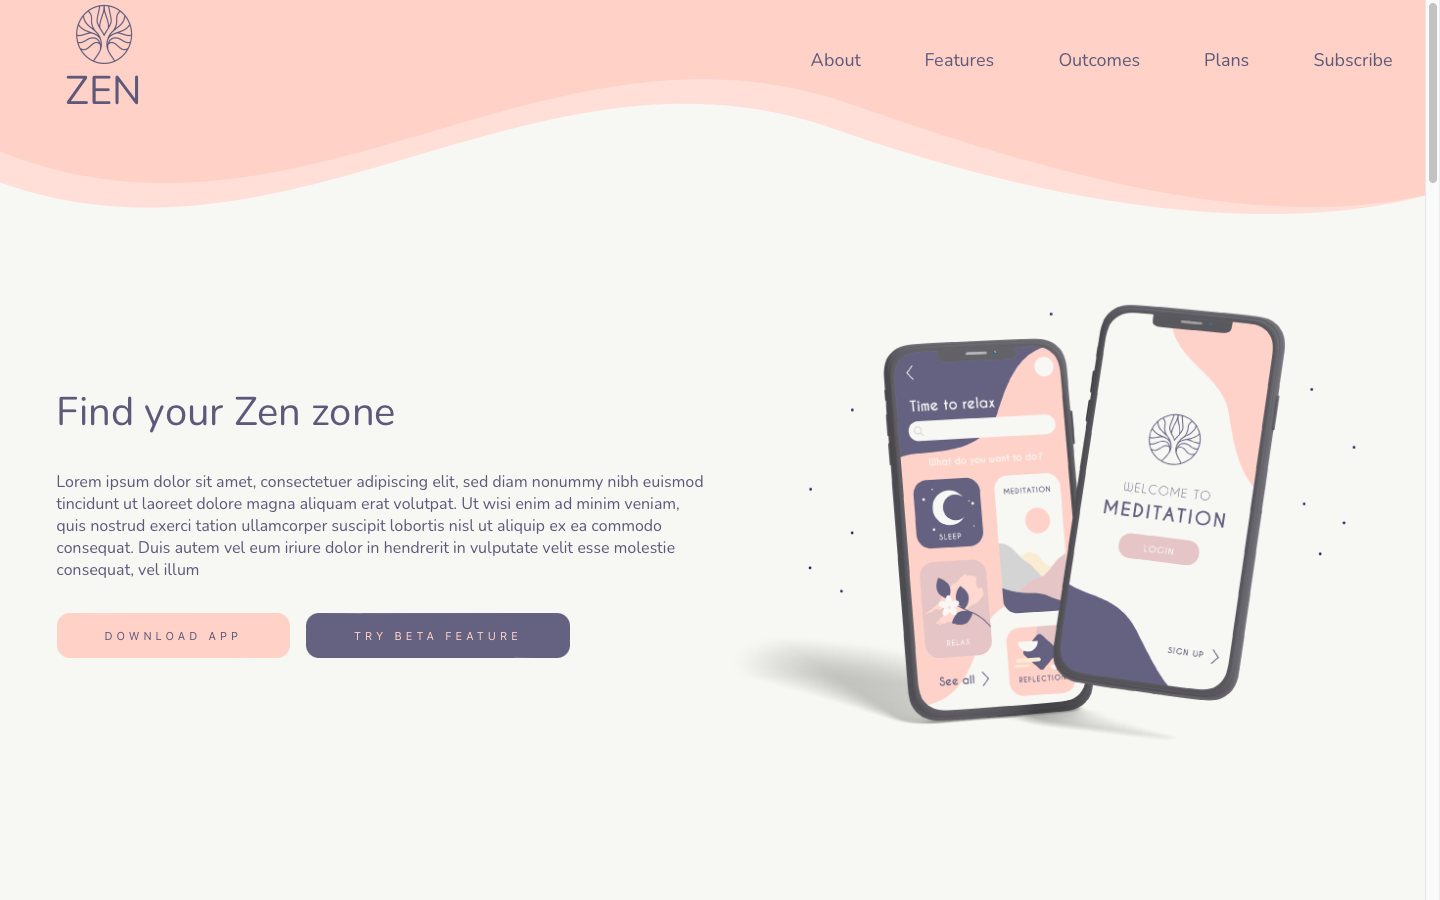 ZEN
About
Features
Outcomes
Plans
Subscribe
Find your Zen zone
Lorem ipsum dolor sit amet, consectetuer adipiscing elit, sed diam nonummy nibh euismod
tincidunt ut laoreet dolore magna aliquam erat volutpat. Ut wisi enim ad minim veniam,
quis nostrud exerci tation ullamcorper suscipit lobortis nisl ut aliquip ex ea commodo
consequat. Duis autem vel eum iriure dolor in hendrerit in vulputate velit esse molestie
consequat, vel illum
DOWNLOAD APP
TRY BETA FEATURE
Time to relax
What do you want to do?
SLEEP
MEDITATION
RELAX
See all
REFLECTION
WELCOME TO
MEDITATION
LOGIN
SIGN UP